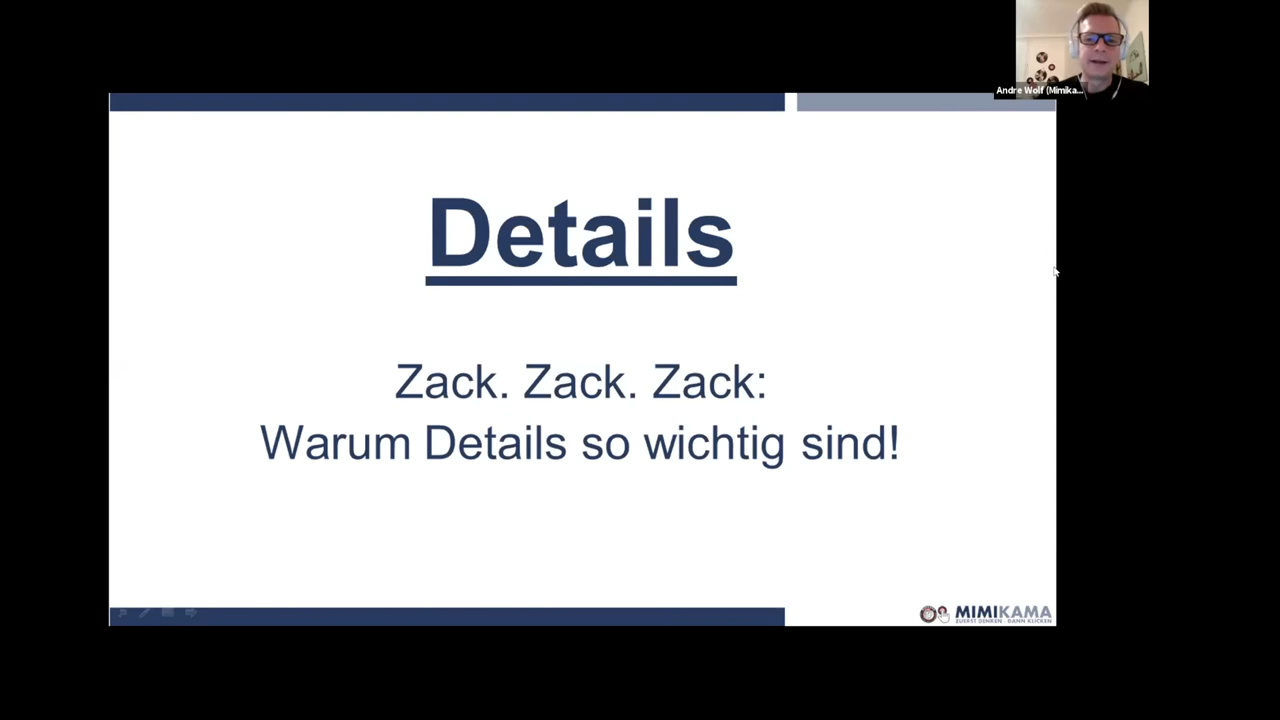 Andre Wolf (Mimika...
Details
Zack. Zack. Zack:
Warum Details so wichtig sind!
MIMIKAMA
ZUERST DENKEN - DANN KLICKEN